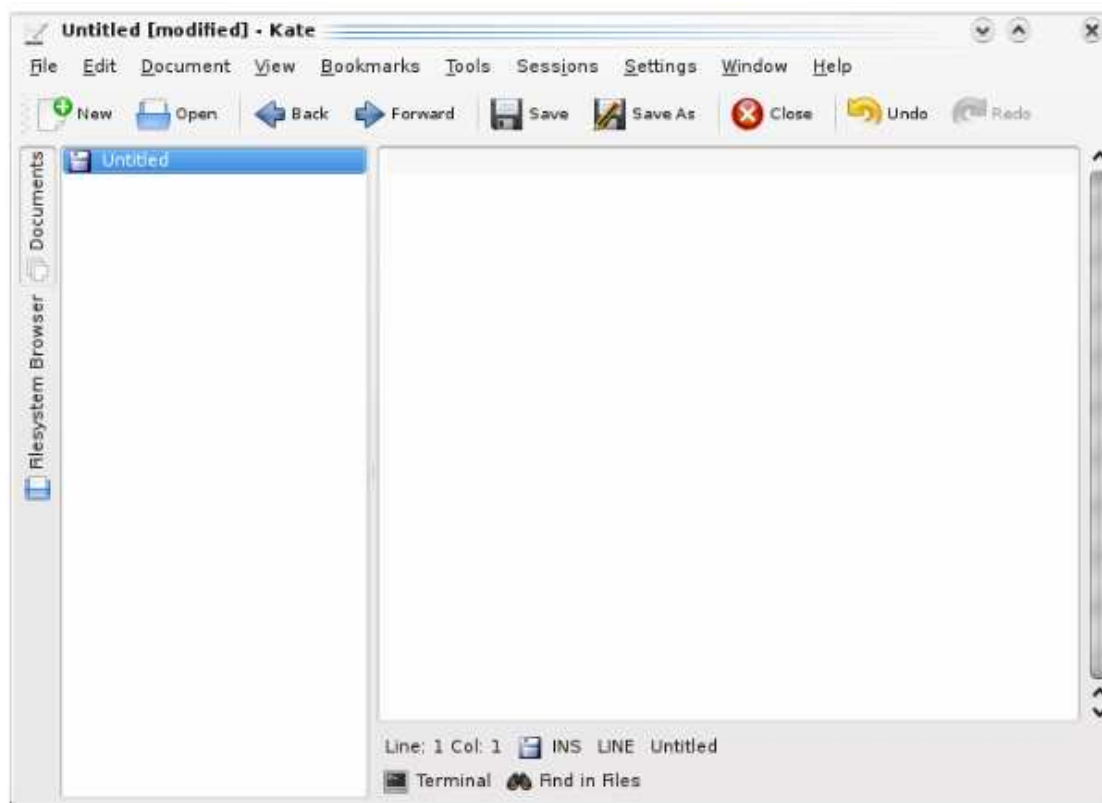 Untitled [modified] - Kate
File Edit Document View Bookmarks Tools Sessions Settings Window Help
New Open Back Forward Save Save As Close Undo Redo
Documents
Filesystem Browser
Untitled
Line: 1 Col: 1 INS LINE Untitled
Terminal Find in Files